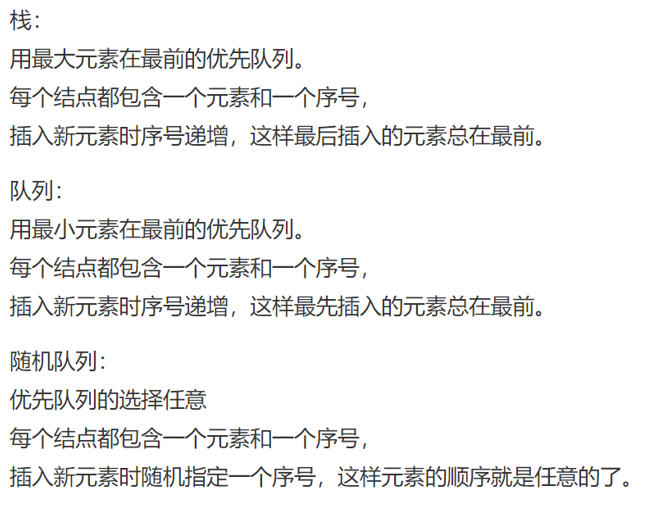 栈：
用最大元素在最前的优先队列。
每个结点都包含一个元素和一个序号，
插入新元素时序号递增，这样最后插入的元素总在最前。
队列：
用最小元素在最前的优先队列。
每个结点都包含一个元素和一个序号，
插入新元素时序号递增，这样最先插入的元素总在最前。
随机队列：
优先队列的选择任意
每个结点都包含一个元素和一个序号，
插入新元素时随机指定一个序号，这样元素的顺序就是任意的了。